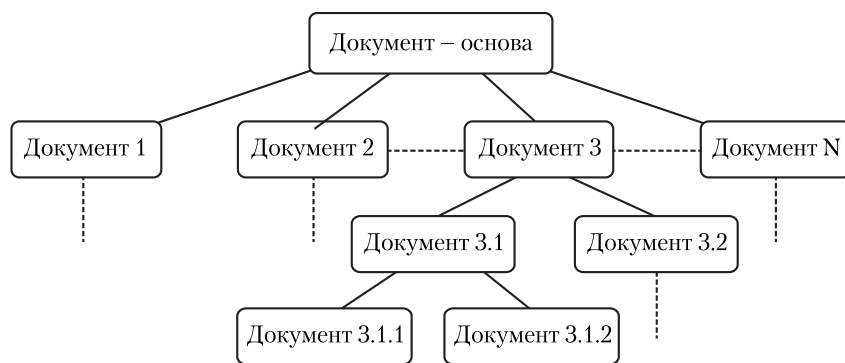 Документ – основа
Документ 1
Документ 2
Документ 3
Документ N
Документ 3.1
Документ 3.2
Документ 3.1.1
Документ 3.1.2